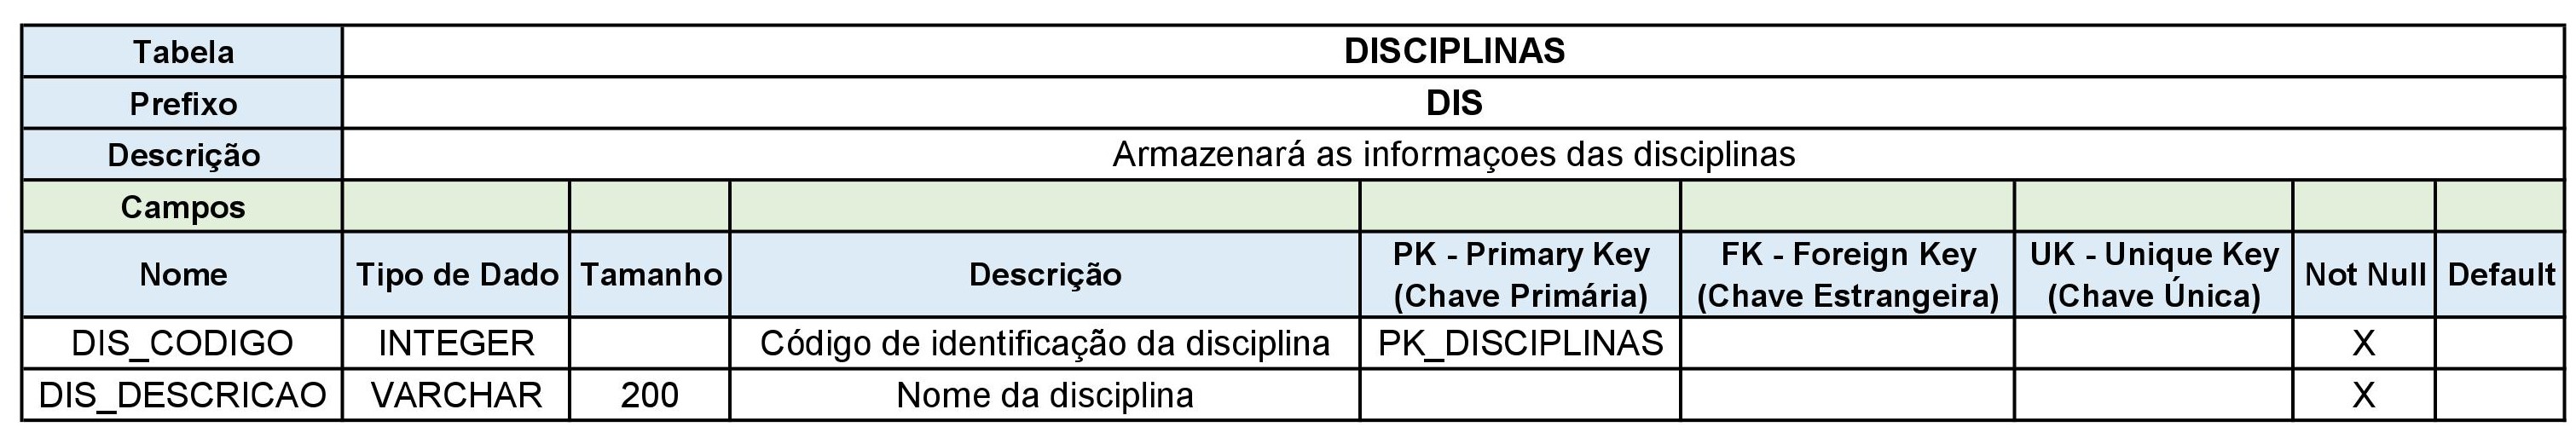 Tabela DISCIPLINAS
Prefixo DIS
Descrição Armazenará as informaçoes das disciplinas
Campos
Nome Tipo de Dado Tamanho Descrição PK - Primary Key (Chave Primária) FK - Foreign Key (Chave Estrangeira) UK - Unique Key (Chave Única) Not Null Default
DIS_CODIGO INTEGER Código de identificação da disciplina PK_DISCIPLINAS X
DIS_DESCRICAO VARCHAR 200 Nome da disciplina X